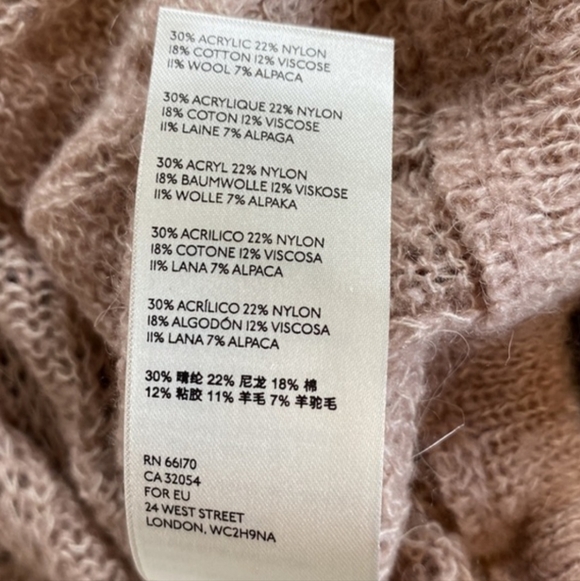 30% ACRYLIC 22% NYLON
18% COTTON 12% VISCOSE
11% WOOL 7% ALPACA
30% ACRYLIQUE 22% NYLON
18% COTON 12% VISCOSE
11% LAINE 7% ALPAGA
30% ACRYL 22% NYLON
18% BAUMWOLLE 12% VISKOSE
11% WOLLE 7% ALPAKA
30% ACRILICO 22% NYLON
18% COTONE 12% VISCOSA
11% LANA 7% ALPACA
30% ACRÍLICO 22% NYLON
18% ALGODÓN 12% VISCOSA
11% LANA 7% ALPACA
30% 晴纶 22% 尼龙 18% 棉
12% 粘胶 11% 羊毛 7% 羊驼毛
RN 66170
CA 32054
FOR EU
24 WEST STREET
LONDON, WC2H9NA